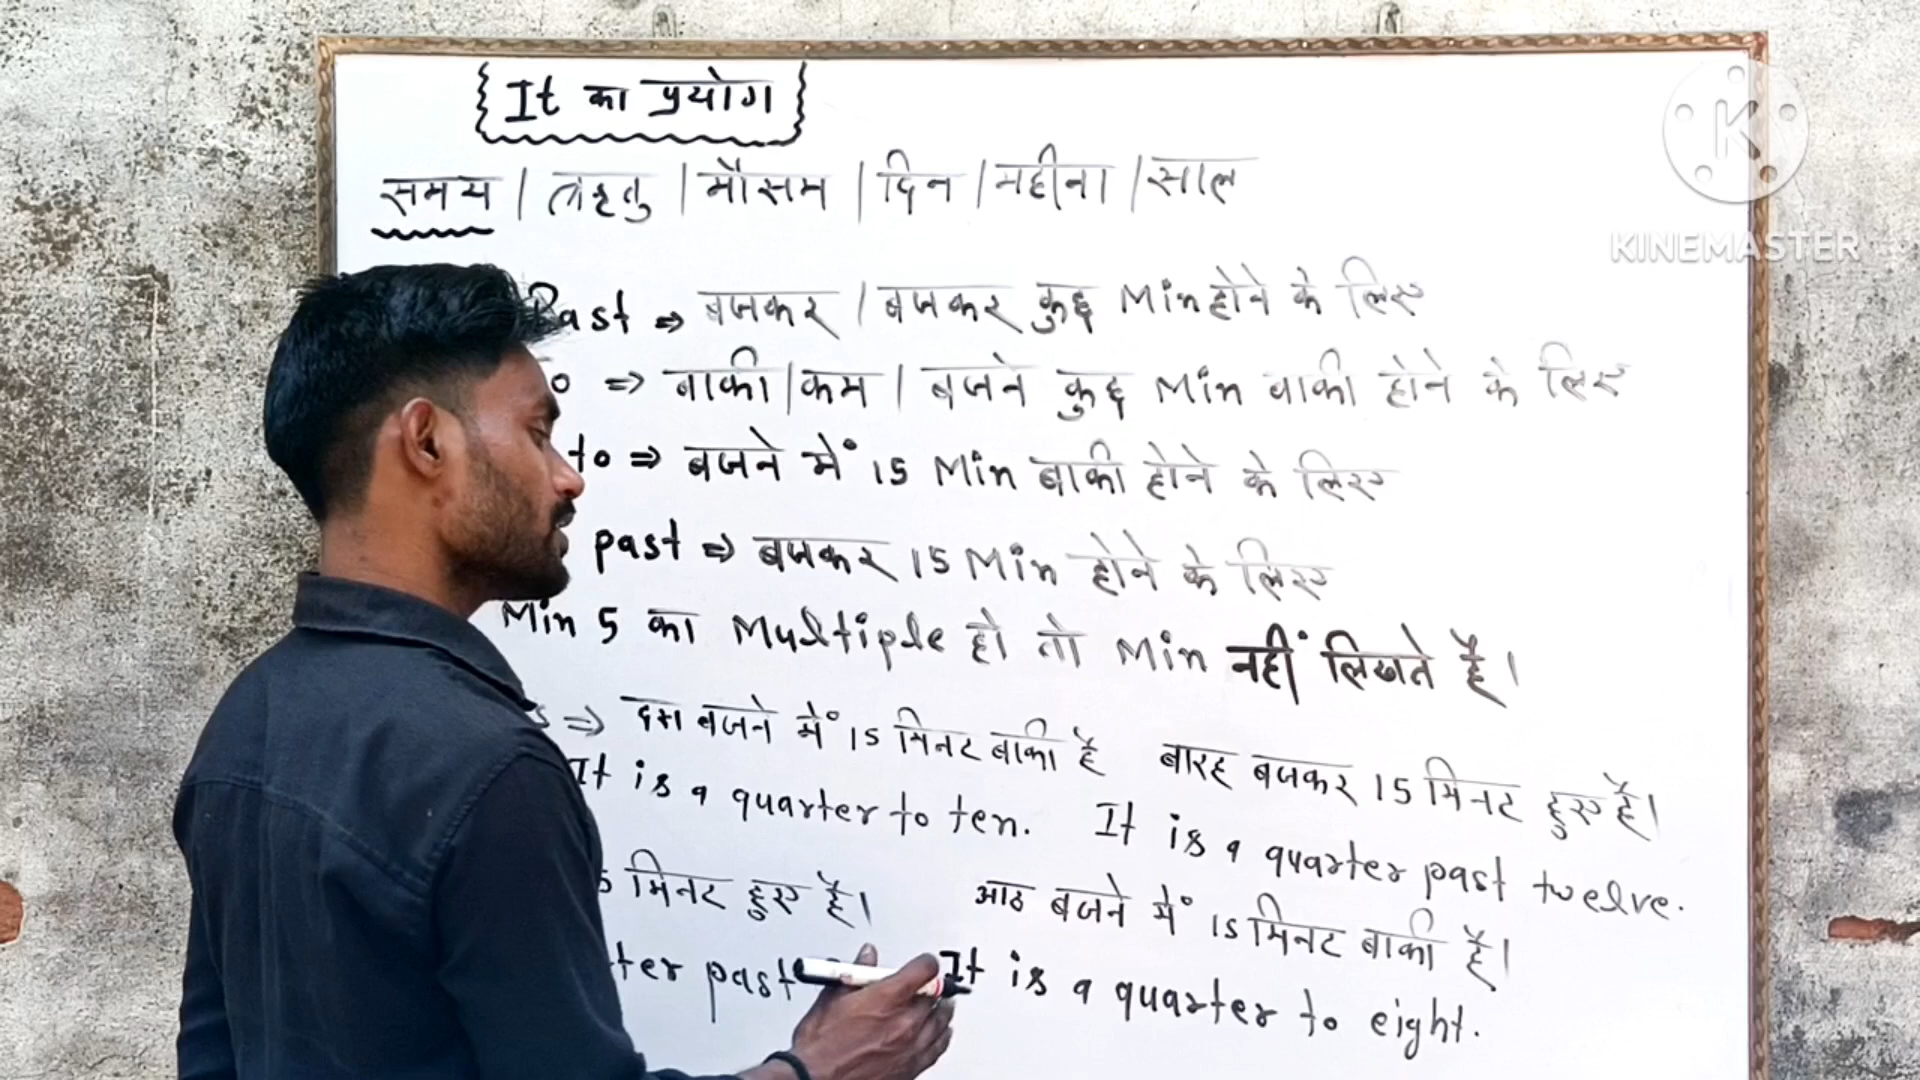 It का प्रयोग
समय | ऋतु | मौसम | दिन | महीना | साल
Past ⇒ बजकर / बजकर कुछ Min होने के लिए
⇒ बाकी | कम | बजने कुछ Min बाकी होने के लिए
to ⇒ बजने में 15 Min बाकी होने के लिए
past ⇒ बजकर 15 Min होने के लिए
Min 5 का Multiple हो तो Min नहीं लिखते है।
⇒ दस बजने में 15 मिनट बाकी है बारह बजकर 15 मिनट हुए है।
It is a quarter to ten. It is a quarter past twelve.
मिनट हुए है। आठ बजने में 15 मिनट बाकी है।
past It is a quarter to eight.
KINEMASTER